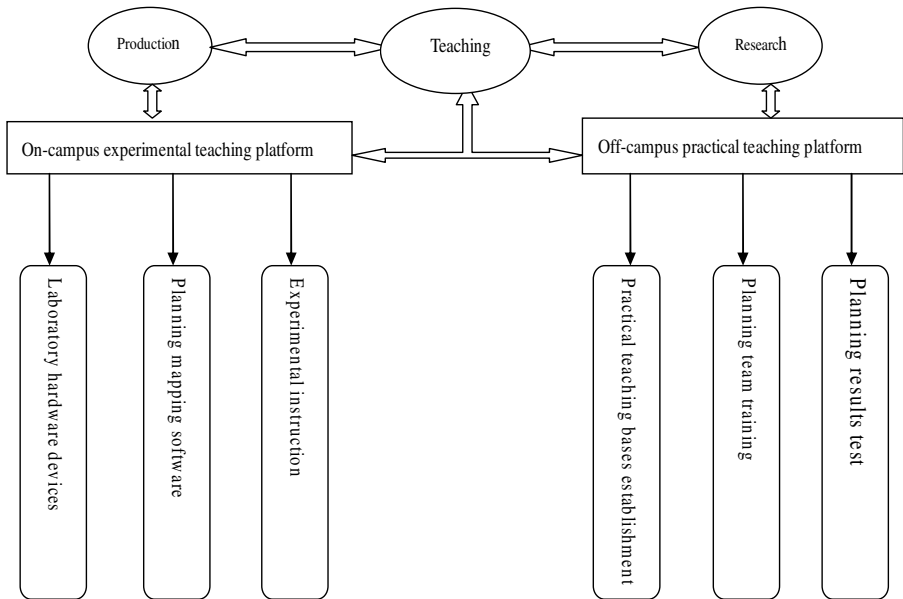 Production
Teaching
Research
On-campus experimental teaching platform
Off-campus practical teaching platform
Laboratory hardware devices
Planning mapping software
Experimental instruction
Practical teaching bases establishment
Planning team training
Planning results test